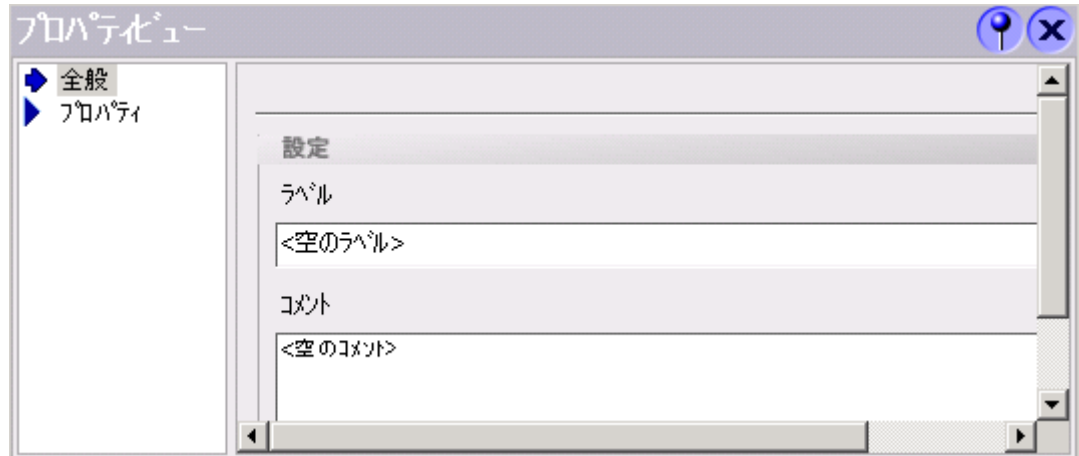 プロパティビュー
全般
プロパティ
設定
ラベル
<空のラベル>
コメント
<空のコメント>